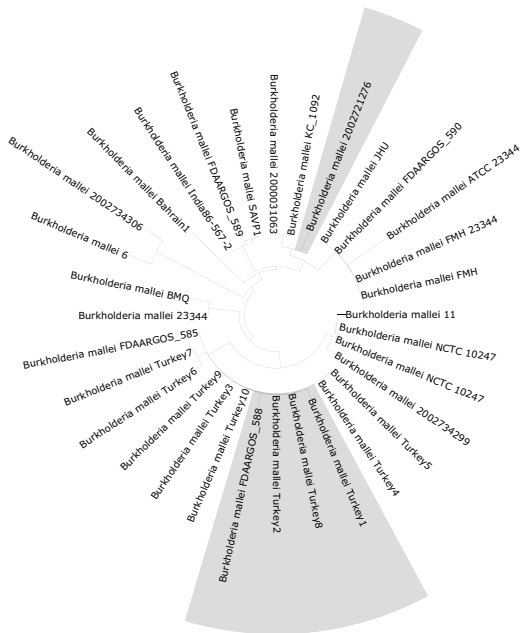 Burkholderia mallei 2002721276
Burkholderia mallei JHU
Burkholderia mallei FDAARGOS_590
Burkholderia mallei ATCC 23344
Burkholderia mallei FMH 23344
Burkholderia mallei FMH
Burkholderia mallei 11
Burkholderia mallei NCTC 10247
Burkholderia mallei NCTC 10247
Burkholderia mallei 2002734299
Burkholderia mallei Turkey5
Burkholderia mallei Turkey4
Burkholderia mallei Turkey1
Burkholderia mallei Turkey8
Burkholderia mallei Turkey2
Burkholderia mallei FDAARGOS_588
Burkholderia mallei Turkey10
Burkholderia mallei Turkey3
Burkholderia mallei Turkey9
Burkholderia mallei Turkey6
Burkholderia mallei Turkey7
Burkholderia mallei FDAARGOS_585
Burkholderia mallei 23344
Burkholderia mallei BMQ
Burkholderia mallei 6
Burkholderia mallei 2002734306
Burkholderia mallei Bahrain1
Burkholderia mallei India86-567-2
Burkholderia mallei FDAARGOS_589
Burkholderia mallei SAVP1
Burkholderia mallei 2000031063
Burkholderia mallei KC_1092